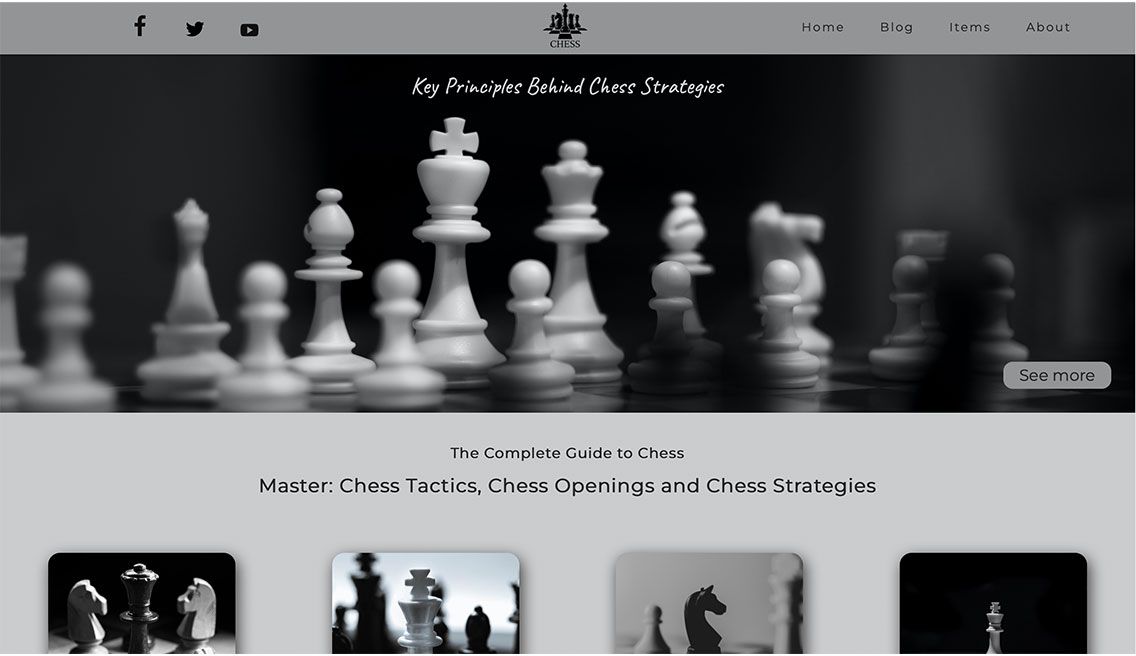 CHESS
Home Blog Items About
Key Principles Behind Chess Strategies
See more
The Complete Guide to Chess
Master: Chess Tactics, Chess Openings and Chess Strategies